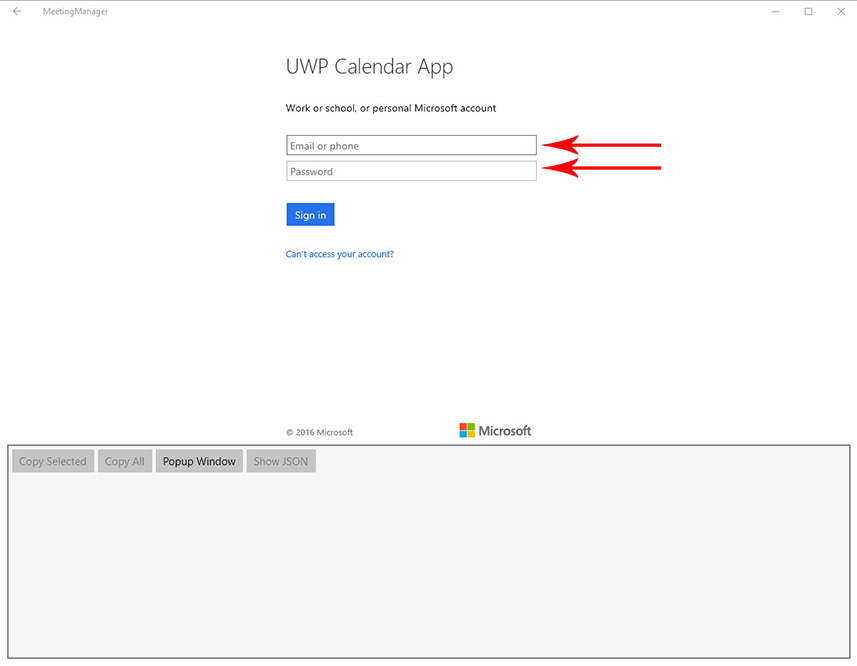 MeetingManager
UWP Calendar App
Work or school, or personal Microsoft account
Email or phone
Password
Sign in
Can't access your account?
© 2016 Microsoft
Microsoft
Copy Selected Copy All Popup Window Show JSON